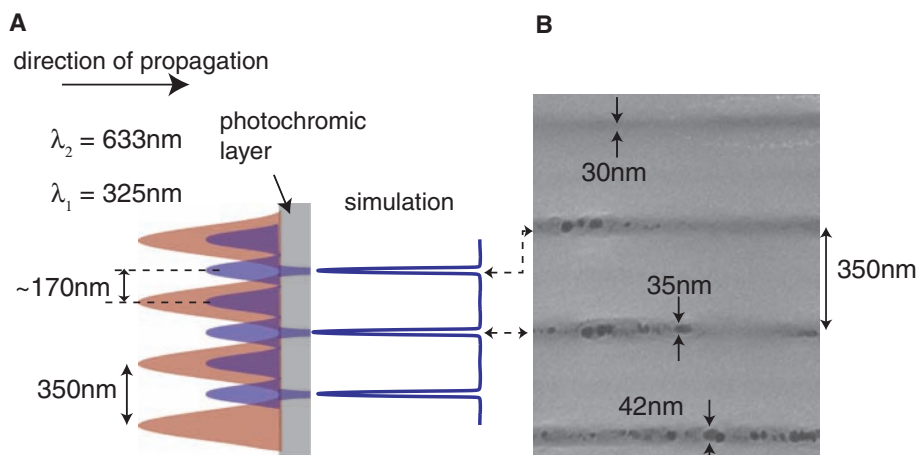 A
direction of propagation
λ₂ = 633nm
λ₁ = 325nm
photochromic
layer
simulation
~170nm
350nm
B
30nm
350nm
35nm
42nm